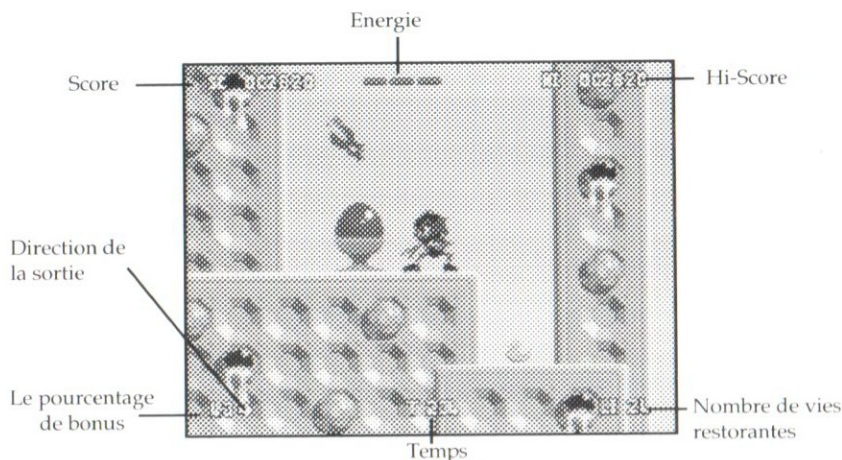 Energie
Score
Hi-Score
Direction de
la sortie
Le pourcentage
de bonus
Temps
Nombre de vies
restorantes